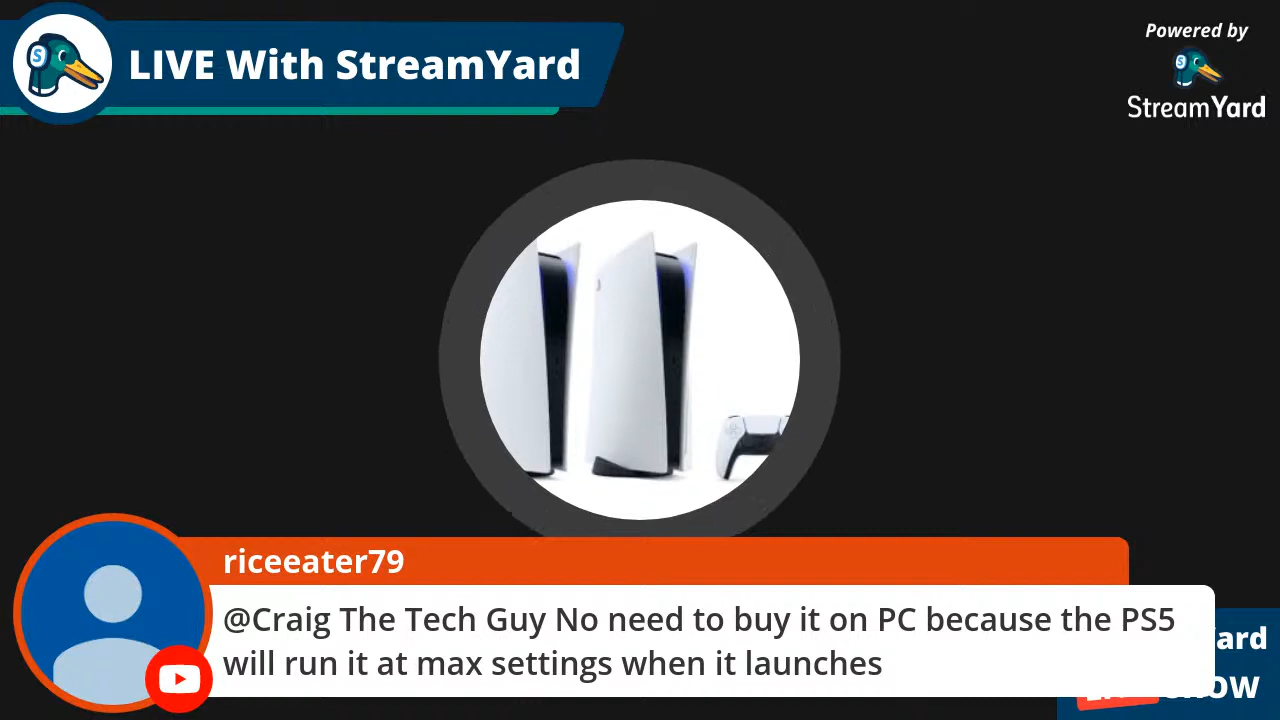 LIVE With StreamYard
Powered by
StreamYard
riceeater79
@Craig The Tech Guy No need to buy it on PC because the PS5
will run it at max settings when it launches